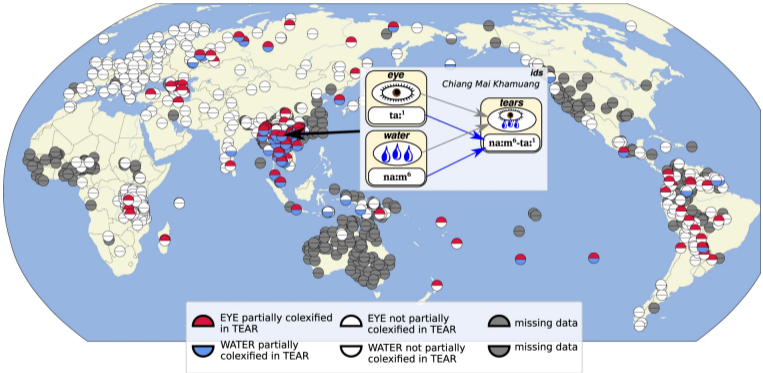 ids
Chiang Mai Khamuang
eye
ta:¹
water
na:m⁶
tears
na:m⁶-ta:¹
EYE partially colexified
in TEAR
EYE not partially
colexified in TEAR
missing data
WATER partially
colexified in TEAR
WATER not partially
colexified in TEAR
missing data